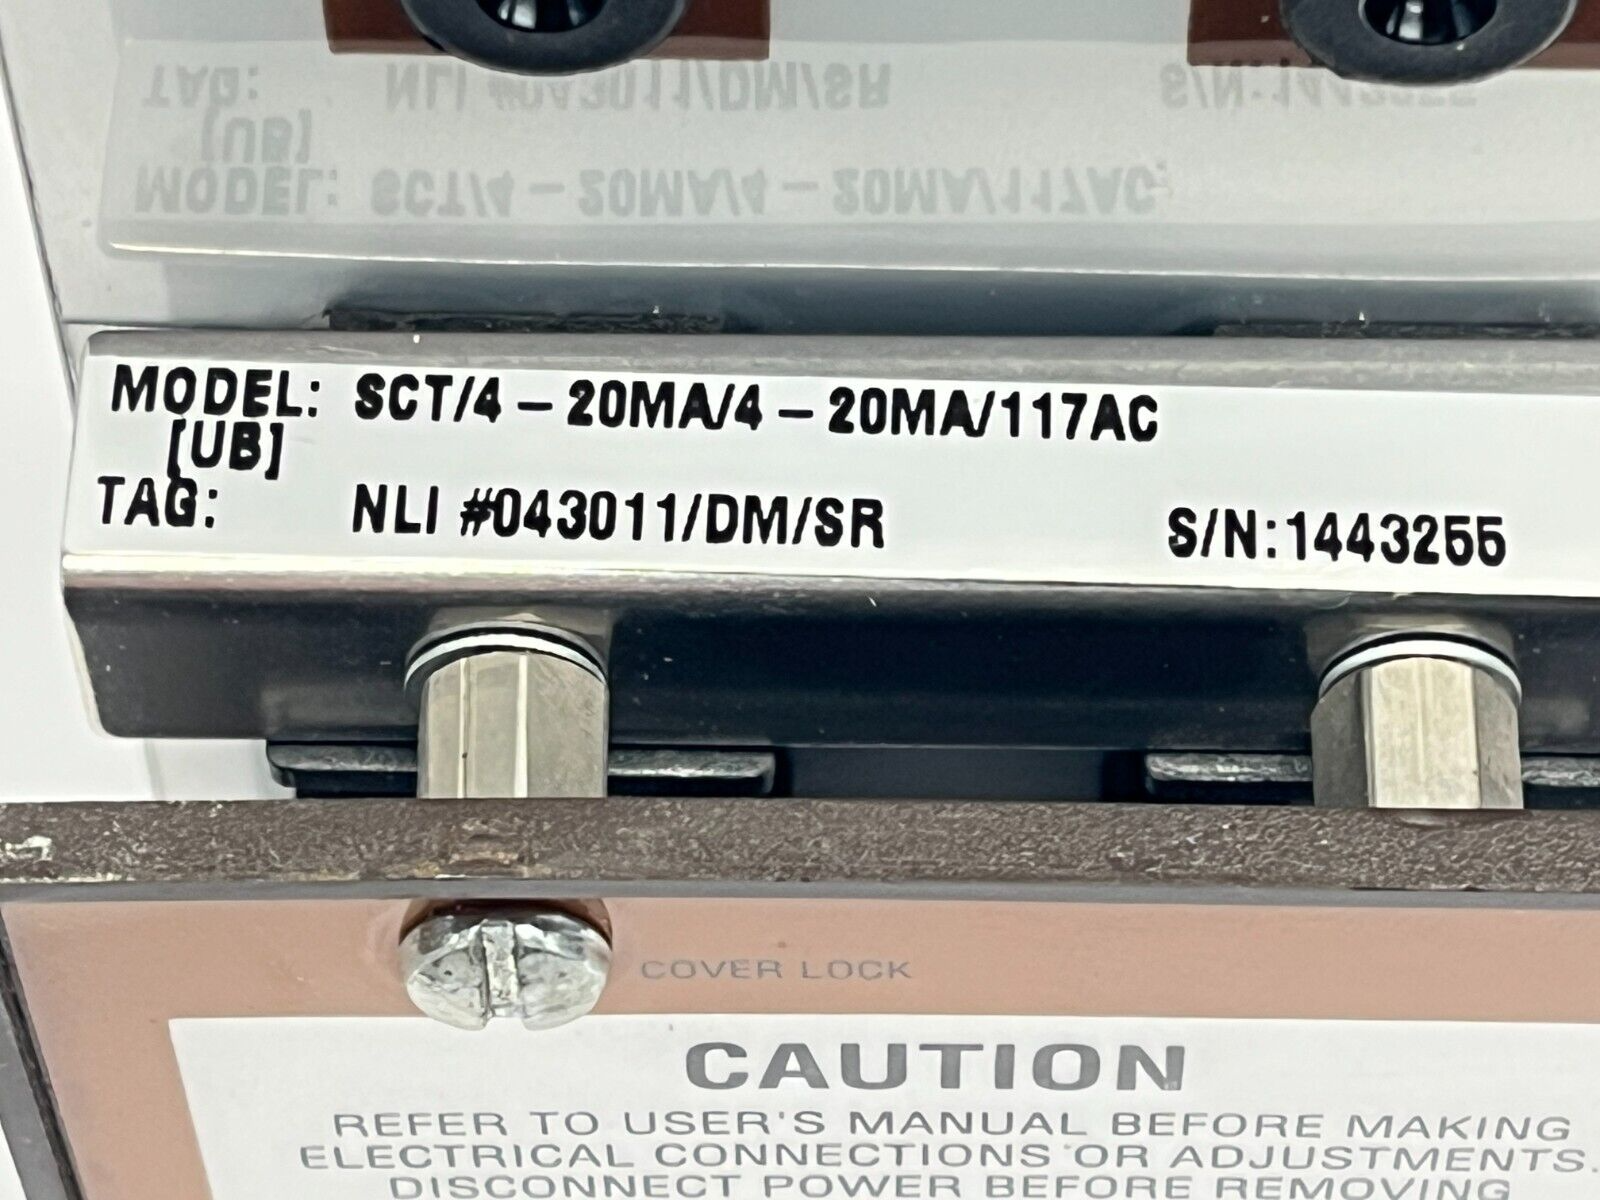 MODEL: SCT/4 – 20MA/4 – 20MA/117AC
[UB]
TAG: NLI #043011/DM/SR S/N:1443255
COVER LOCK
CAUTION
REFER TO USER'S MANUAL BEFORE MAKING
ELECTRICAL CONNECTIONS OR ADJUSTMENTS.
DISCONNECT POWER BEFORE REMOVING